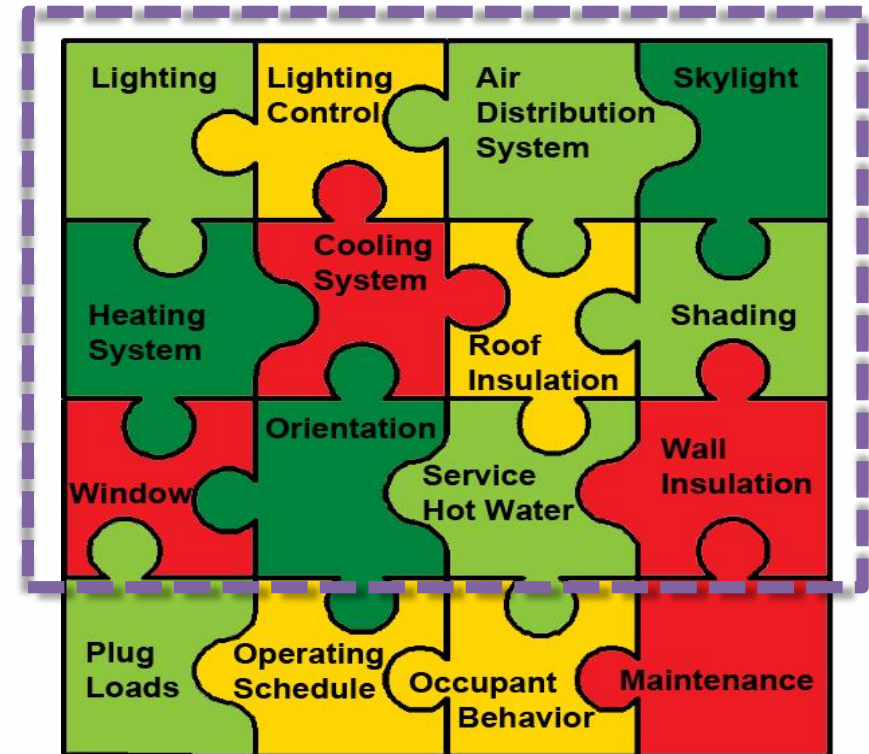 Lighting
Lighting
Control
Air
Distribution
System
Skylight
Heating
System
Cooling
System
Roof
Insulation
Shading
Window
Orientation
Service
Hot Water
Wall
Insulation
Plug
Loads
Operating
Schedule
Occupant
Behavior
Maintenance